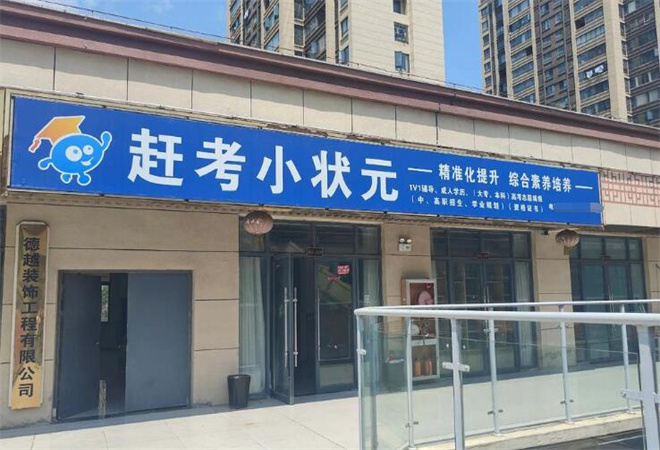 赶考小状元
精准化提升 综合素养培养
1V1辅导、成人学历、（大专、本科）高考志愿填报
（中、高职招生、学业规划）（资格证书）
德越装饰工程有限公司